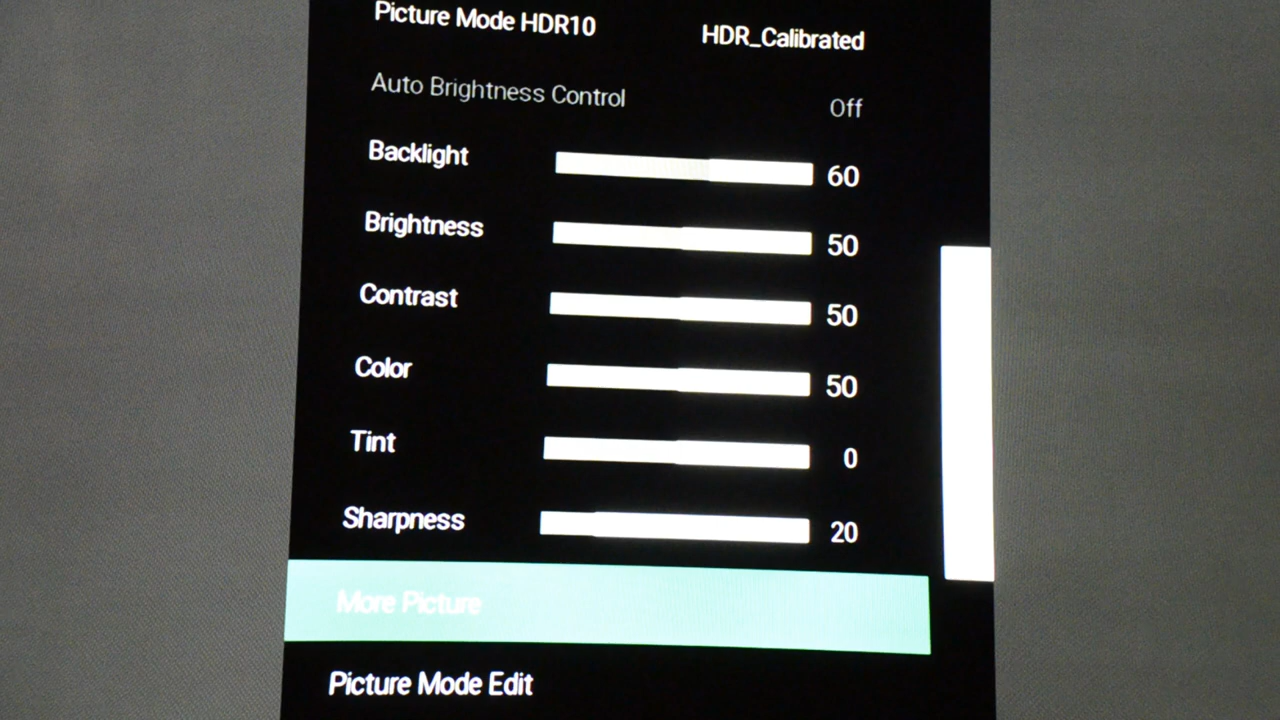 Picture Mode HDR10 HDR_Calibrated
Auto Brightness Control Off
Backlight 60
Brightness 50
Contrast 50
Color 50
Tint 0
Sharpness 20
More Picture
Picture Mode Edit